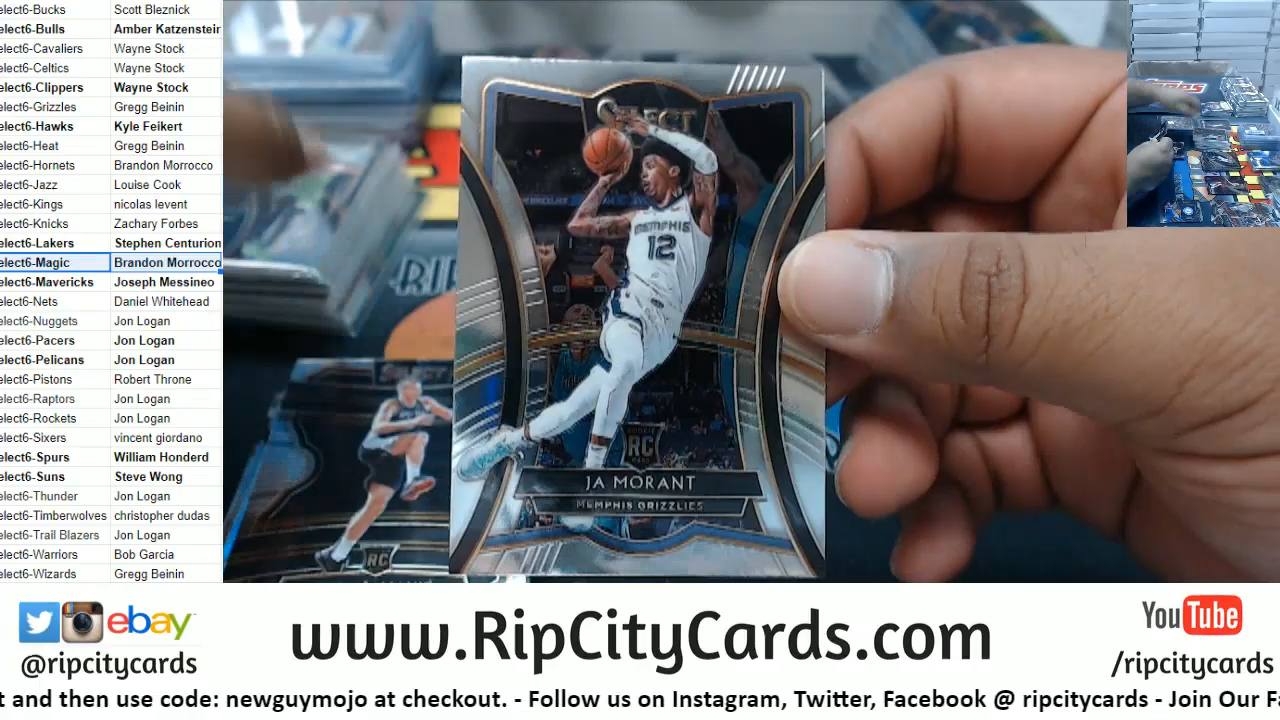 elect6-Bucks Scott Bleznick
elect6-Bulls Amber Katzenstein
elect6-Cavaliers Wayne Stock
elect6-Celtics Wayne Stock
elect6-Clippers Wayne Stock
elect6-Grizzles Gregg Beinin
elect6-Hawks Kyle Feikert
elect6-Heat Gregg Beinin
elect6-Hornets Brandon Morrocco
elect6-Jazz Louise Cook
elect6-Kings nicolas levent
elect6-Knicks Zachary Forbes
elect6-Lakers Stephen Centurion
elect6-Magic Brandon Morrocco
elect6-Mavericks Joseph Messineo
elect6-Nets Daniel Whitehead
elect6-Nuggets Jon Logan
elect6-Pacers Jon Logan
elect6-Pelicans Jon Logan
elect6-Pistons Robert Throne
elect6-Raptors Jon Logan
elect6-Rockets Jon Logan
elect6-Sixers vincent giordano
elect6-Spurs William Honderd
elect6-Suns Steve Wong
elect6-Thunder Jon Logan
elect6-Timberwolves christopher dudas
elect6-Trail Blazers Jon Logan
elect6-Warriors Bob Garcia
elect6-Wizards Gregg Beinin
SELECT
MEMPHIS
12
ROOKIE
RC
JA MORANT
MEMPHIS GRIZZLIES
RC
RI
ebay
@ripcitycards
www.RipCityCards.com
YouTube
/ripcitycards
t and then use code: newguymojo at checkout. - Follow us on Instagram, Twitter, Facebook @ ripcitycards - Join Our Fa